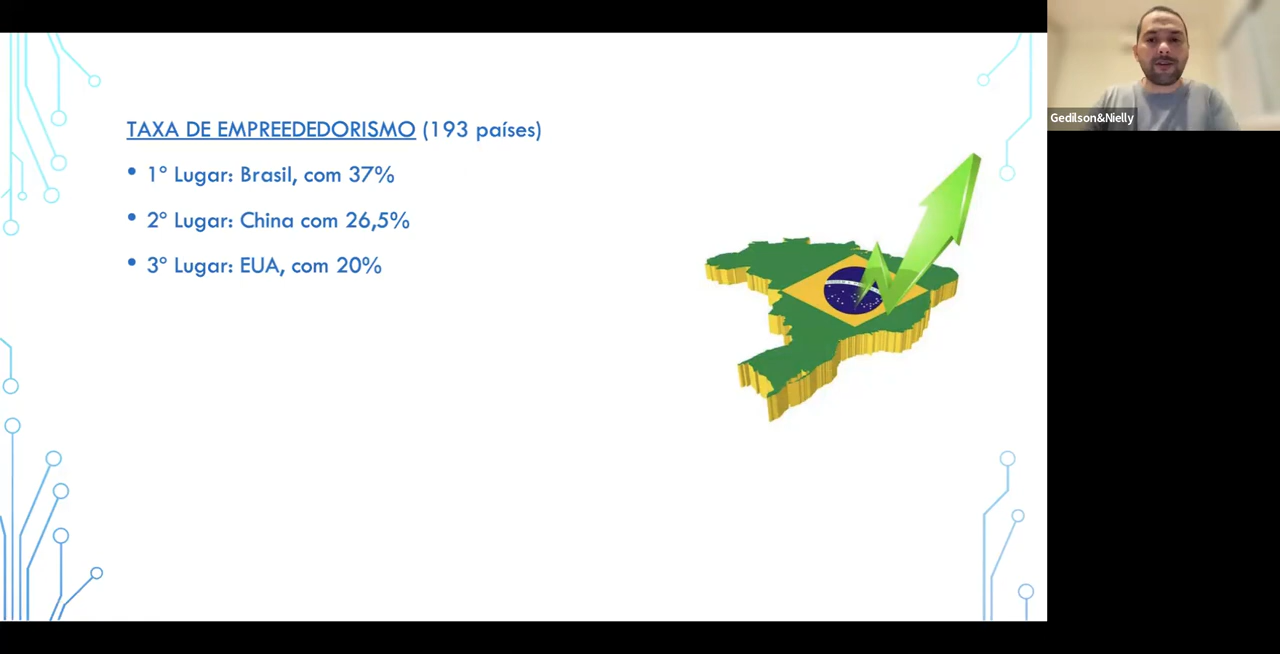 TAXA DE EMPREEDEDORISMO (193 países)
• 1º Lugar: Brasil, com 37%
• 2º Lugar: China com 26,5%
• 3º Lugar: EUA, com 20%
Gedilson&Nielly